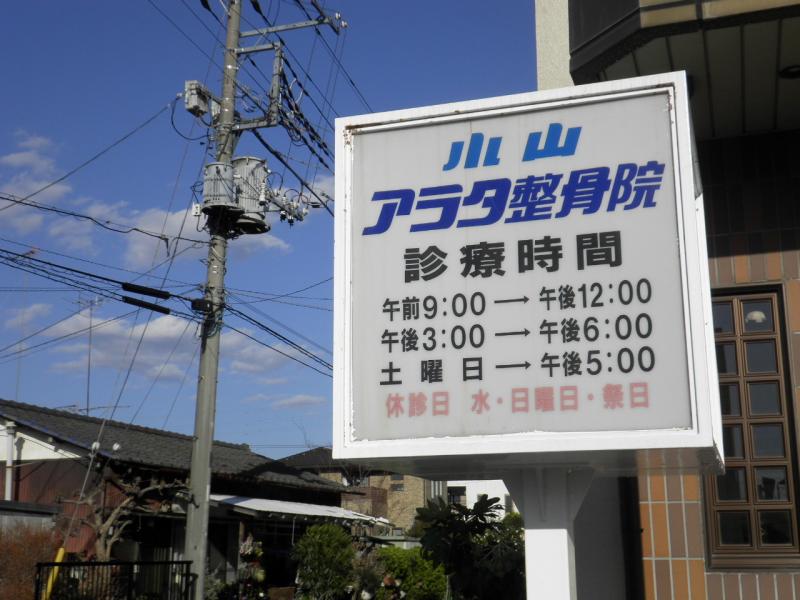 小山
アラタ整骨院
診療時間
午前9:00→午後12:00
午後3:00→午後6:00
土曜日→午後5:00
休診日 水・日曜日・祭日